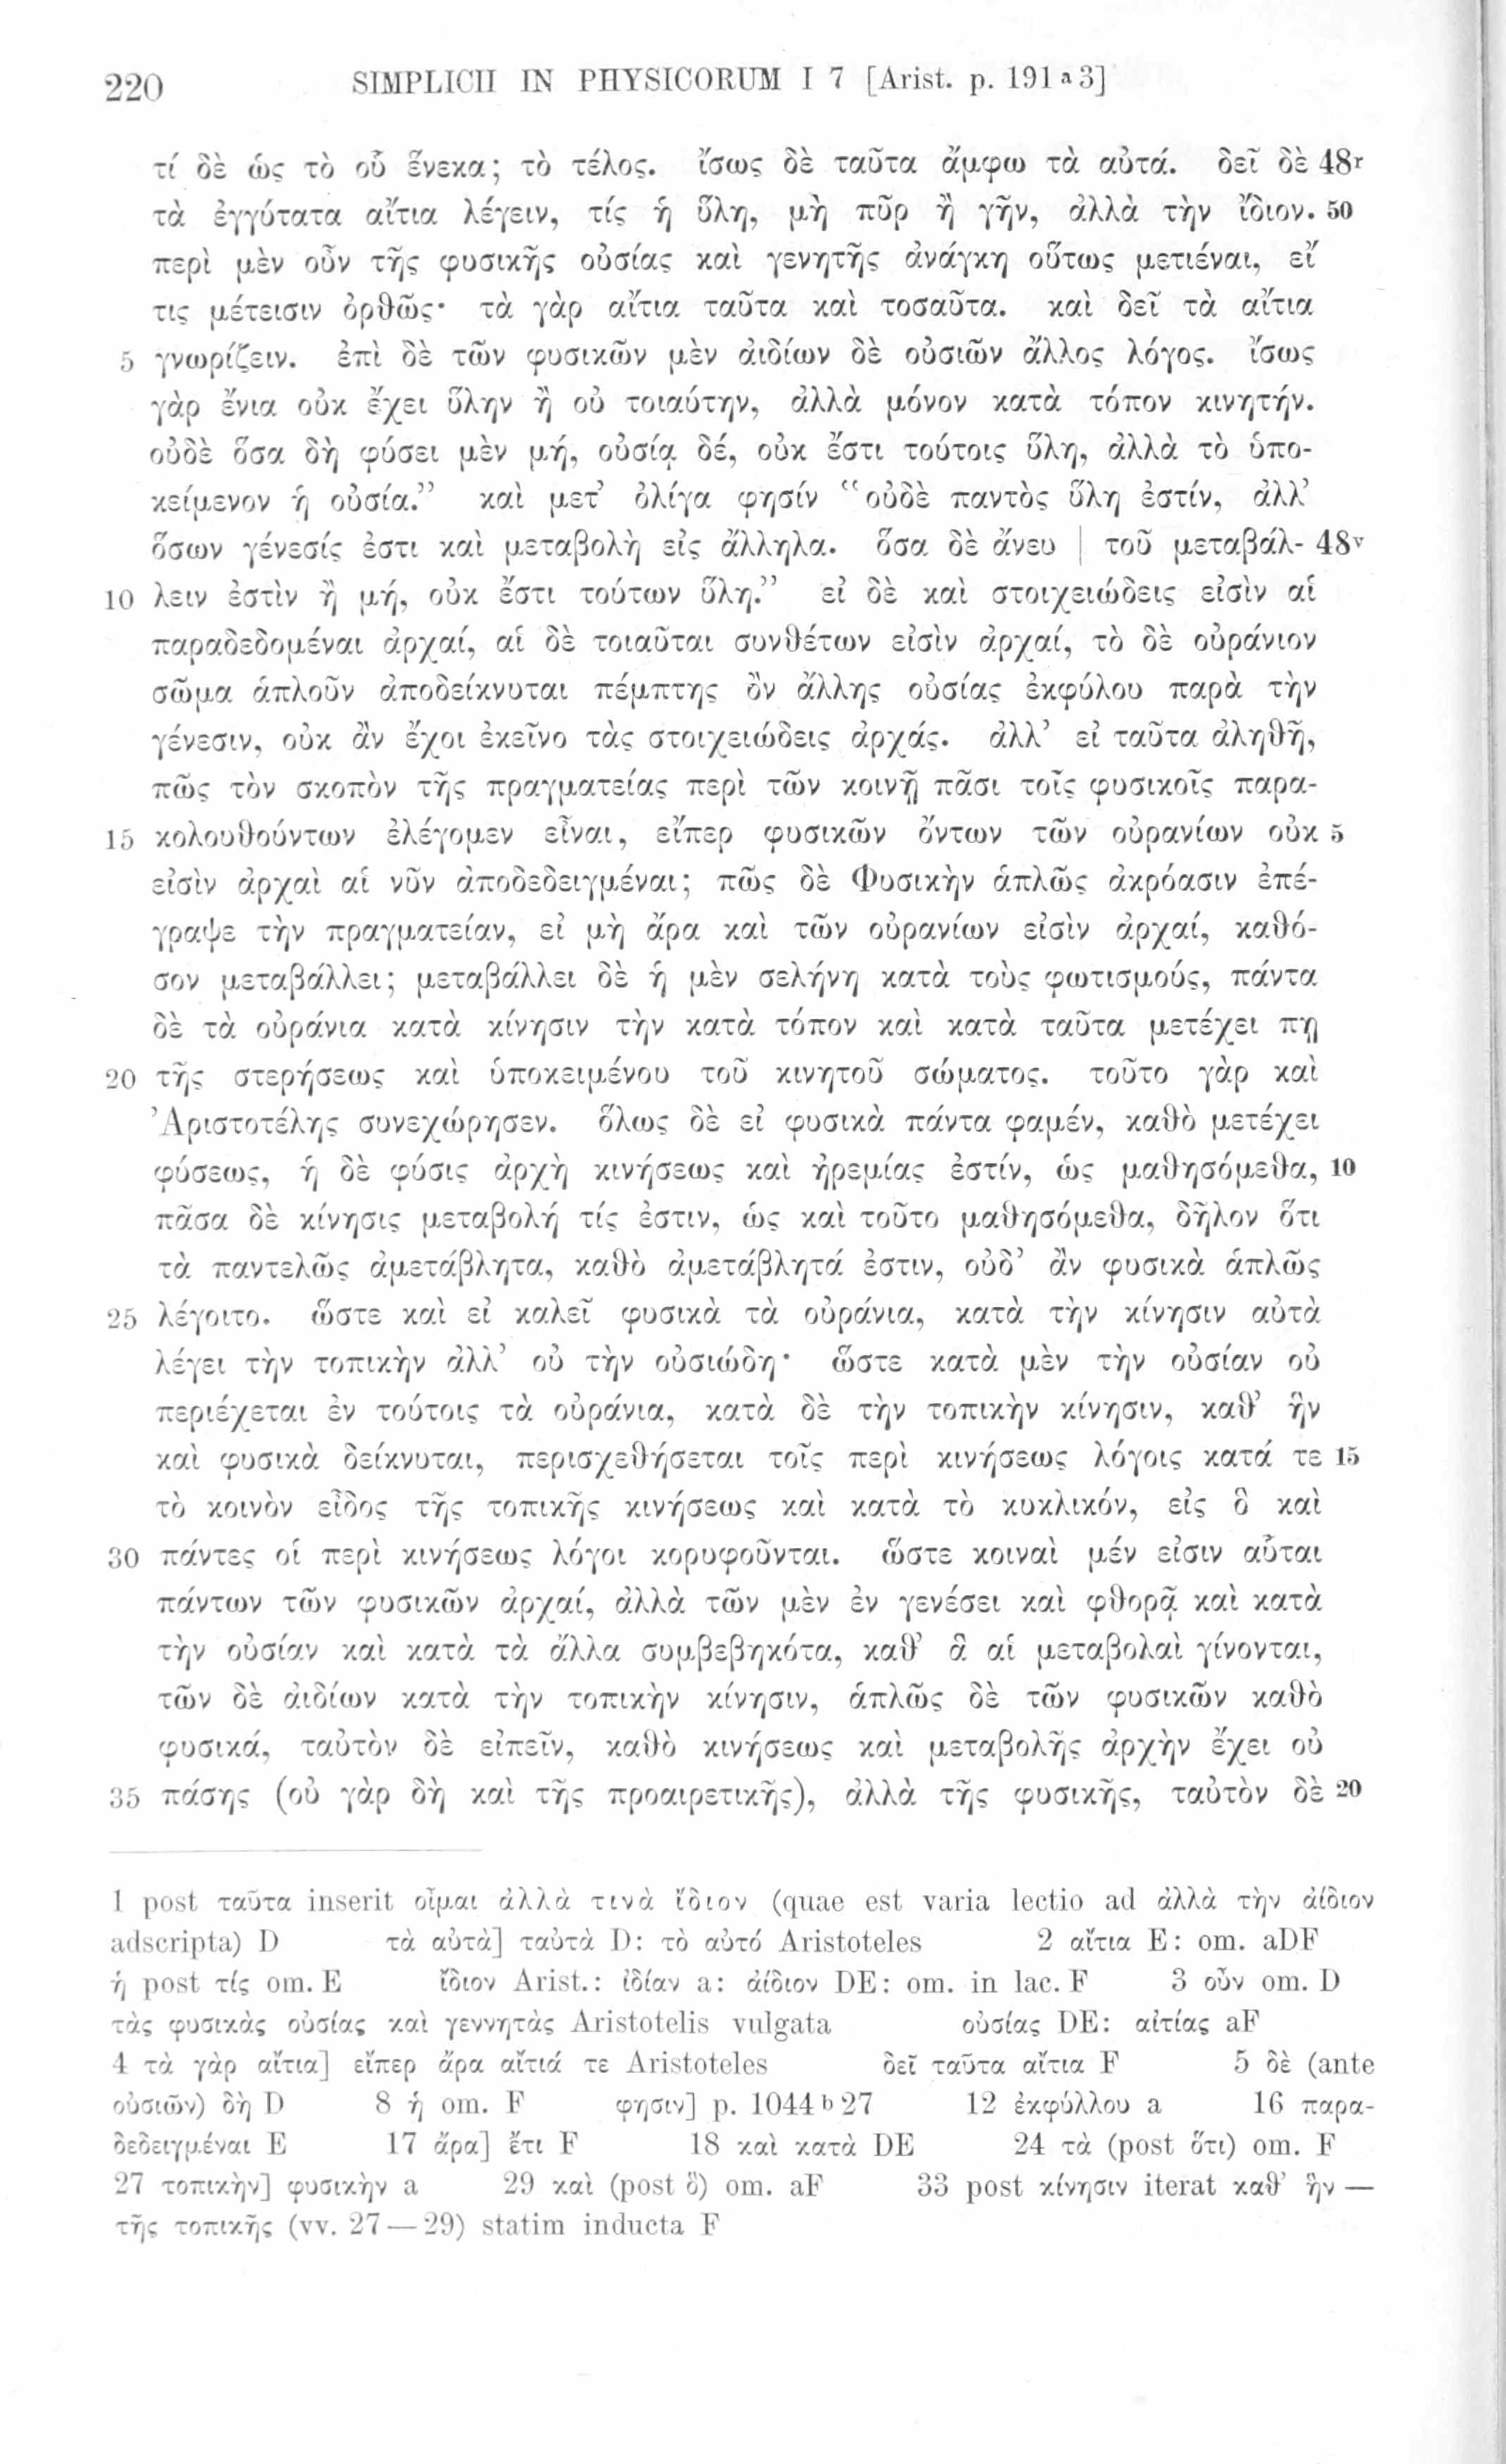 220 SIMPLICII IN PHYSICORUM I 7 [Arist. p. 191 a 3]
τί δὲ ὡς τὸ οὗ ἕνεκα; τὸ τέλος. ἴσως δὲ ταῦτα ἄμφω τὰ αὐτά. δεῖ δὲ 48r
τὰ ἐγγύτατα αἴτια λέγειν, τίς ἡ ὕλη, μὴ πῦρ ἢ γῆν, ἀλλὰ τὴν ἴδιον. 50
περὶ μὲν οὖν τῆς φυσικῆς οὐσίας καὶ γενητῆς ἀνάγκη οὕτως μετιέναι, εἴ
τις μέτεισιν ὀρθῶς· τὰ γὰρ αἴτια ταῦτα καὶ τοσαῦτα. καὶ δεῖ τὰ αἴτια
5 γνωρίζειν. ἐπὶ δὲ τῶν φυσικῶν μὲν ἀιδίων δὲ οὐσιῶν ἄλλος λόγος. ἴσως
γὰρ ἔνια οὐκ ἔχει ὕλην ἢ οὐ τοιαύτην, ἀλλὰ μόνον κατὰ τόπον κινητήν.
οὐδὲ ὅσα δὴ φύσει μὲν μή, οὐσίᾳ δέ, οὐκ ἔστι τούτοις ὕλη, ἀλλὰ τὸ ὑπο-
κείμενον ἡ οὐσία.” καὶ μετ’ ὀλίγα φησίν “οὐδὲ παντὸς ὕλη ἐστίν, ἀλλ’
ὅσων γένεσίς ἐστι καὶ μεταβολὴ εἰς ἄλληλα. ὅσα δὲ ἄνευ | τοῦ μεταβάλ- 48v
10 λειν ἐστὶν ἢ μή, οὐκ ἔστι τούτων ὕλη.” εἰ δὲ καὶ στοιχειώδεις εἰσὶν αἱ
παραδεδομέναι ἀρχαί, αἱ δὲ τοιαῦται συνθέτων εἰσὶν ἀρχαί, τὸ δὲ οὐράνιον
σῶμα ἁπλοῦν ἀποδείκνυται πέμπτης ὂν ἄλλης οὐσίας ἐκφύλου παρὰ τὴν
γένεσιν, οὐκ ἂν ἔχοι ἐκεῖνο τὰς στοιχειώδεις ἀρχάς. ἀλλ’ εἰ ταῦτα ἀληθῆ,
πῶς τὸν σκοπὸν τῆς πραγματείας περὶ τῶν κοινῇ πᾶσι τοῖς φυσικοῖς παρα-
15 κολουθούντων ἐλέγομεν εἶναι, εἴπερ φυσικῶν ὄντων τῶν οὐρανίων οὐκ 5
εἰσὶν ἀρχαὶ αἱ νῦν ἀποδεδειγμέναι; πῶς δὲ Φυσικὴν ἁπλῶς ἀκρόασιν ἐπέ-
γραψε τὴν πραγματείαν, εἰ μὴ ἄρα καὶ τῶν οὐρανίων εἰσὶν ἀρχαί, καθό-
σον μεταβάλλει; μεταβάλλει δὲ ἡ μὲν σελήνη κατὰ τοὺς φωτισμούς, πάντα
δὲ τὰ οὐράνια κατὰ κίνησιν τὴν κατὰ τόπον καὶ κατὰ ταῦτα μετέχει πῃ
20 τῆς στερήσεως καὶ ὑποκειμένου τοῦ κινητοῦ σώματος. τοῦτο γὰρ καὶ
Ἀριστοτέλης συνεχώρησεν. ὅλως δὲ εἰ φυσικὰ πάντα φαμέν, καθὸ μετέχει
φύσεως, ἡ δὲ φύσις ἀρχὴ κινήσεως καὶ ἠρεμίας ἐστίν, ὡς μαθησόμεθα, 10
πᾶσα δὲ κίνησις μεταβολή τίς ἐστιν, ὡς καὶ τοῦτο μαθησόμεθα, δῆλον ὅτι
τὰ παντελῶς ἀμετάβλητα, καθὸ ἀμετάβλητά ἐστιν, οὐδ’ ἂν φυσικὰ ἁπλῶς
25 λέγοιτο. ὥστε καὶ εἰ καλεῖ φυσικὰ τὰ οὐράνια, κατὰ τὴν κίνησιν αὐτὰ
λέγει τὴν τοπικὴν ἀλλ’ οὐ τὴν οὐσιώδη· ὥστε κατὰ μὲν τὴν οὐσίαν οὐ
περιέχεται ἐν τούτοις τὰ οὐράνια, κατὰ δὲ τὴν τοπικὴν κίνησιν, καθ’ ἣν
καὶ φυσικὰ δείκνυται, περισχεθήσεται τοῖς περὶ κινήσεως λόγοις κατά τε 15
τὸ κοινὸν εἶδος τῆς τοπικῆς κινήσεως καὶ κατὰ τὸ κυκλικόν, εἰς ὃ καὶ
30 πάντες οἱ περὶ κινήσεως λόγοι κορυφοῦνται. ὥστε κοιναὶ μέν εἰσιν αὗται
πάντων τῶν φυσικῶν ἀρχαί, ἀλλὰ τῶν μὲν ἐν γενέσει καὶ φθορᾷ καὶ κατὰ
τὴν οὐσίαν καὶ κατὰ τὰ ἄλλα συμβεβηκότα, καθ’ ἃ αἱ μεταβολαὶ γίνονται,
τῶν δὲ ἀιδίων κατὰ τὴν τοπικὴν κίνησιν, ἁπλῶς δὲ τῶν φυσικῶν καθὸ
φυσικά, ταὐτὸν δὲ εἰπεῖν, καθὸ κινήσεως καὶ μεταβολῆς ἀρχὴν ἔχει οὐ
35 πάσης (οὐ γὰρ δὴ καὶ τῆς προαιρετικῆς), ἀλλὰ τῆς φυσικῆς, ταὐτὸν δὲ 20
1 post ταῦτα inserit οἶμαι ἀλλὰ τινὰ ἴδιον (quae est varia lectio ad ἀλλὰ τὴν ἀίδιον
adscripta) D τὰ αὐτὰ] ταὐτὰ D: τὸ αὐτό Aristoteles 2 αἴτια E: om. aDF
ἡ post τίς om. E ἴδιον Arist.: ἰδίαν a: ἀίδιον DE: om. in lac. F 3 οὖν om. D
τὰς φυσικὰς οὐσίας καὶ γεννητὰς Aristotelis vulgata οὐσίας DE: αἰτίας aF
4 τὰ γὰρ αἴτια] εἴπερ ἄρα αἴτιά τε Aristoteles δεῖ ταῦτα αἴτια F 5 δὲ (ante
οὐσιῶν) δὴ D 8 ἡ om. F φησιν] p. 1044 b 27 12 ἐκφύλλου a 16 παρα-
δεδειγμέναι E 17 ἄρα] ἔτι F 18 καὶ κατὰ DE 24 τὰ (post ὅτι) om. F
27 τοπικὴν] φυσικὴν a 29 καὶ (post ὃ) om. aF 33 post κίνησιν iterat καθ’ ἣν —
τῆς τοπικῆς (vv. 27 — 29) statim inducta F